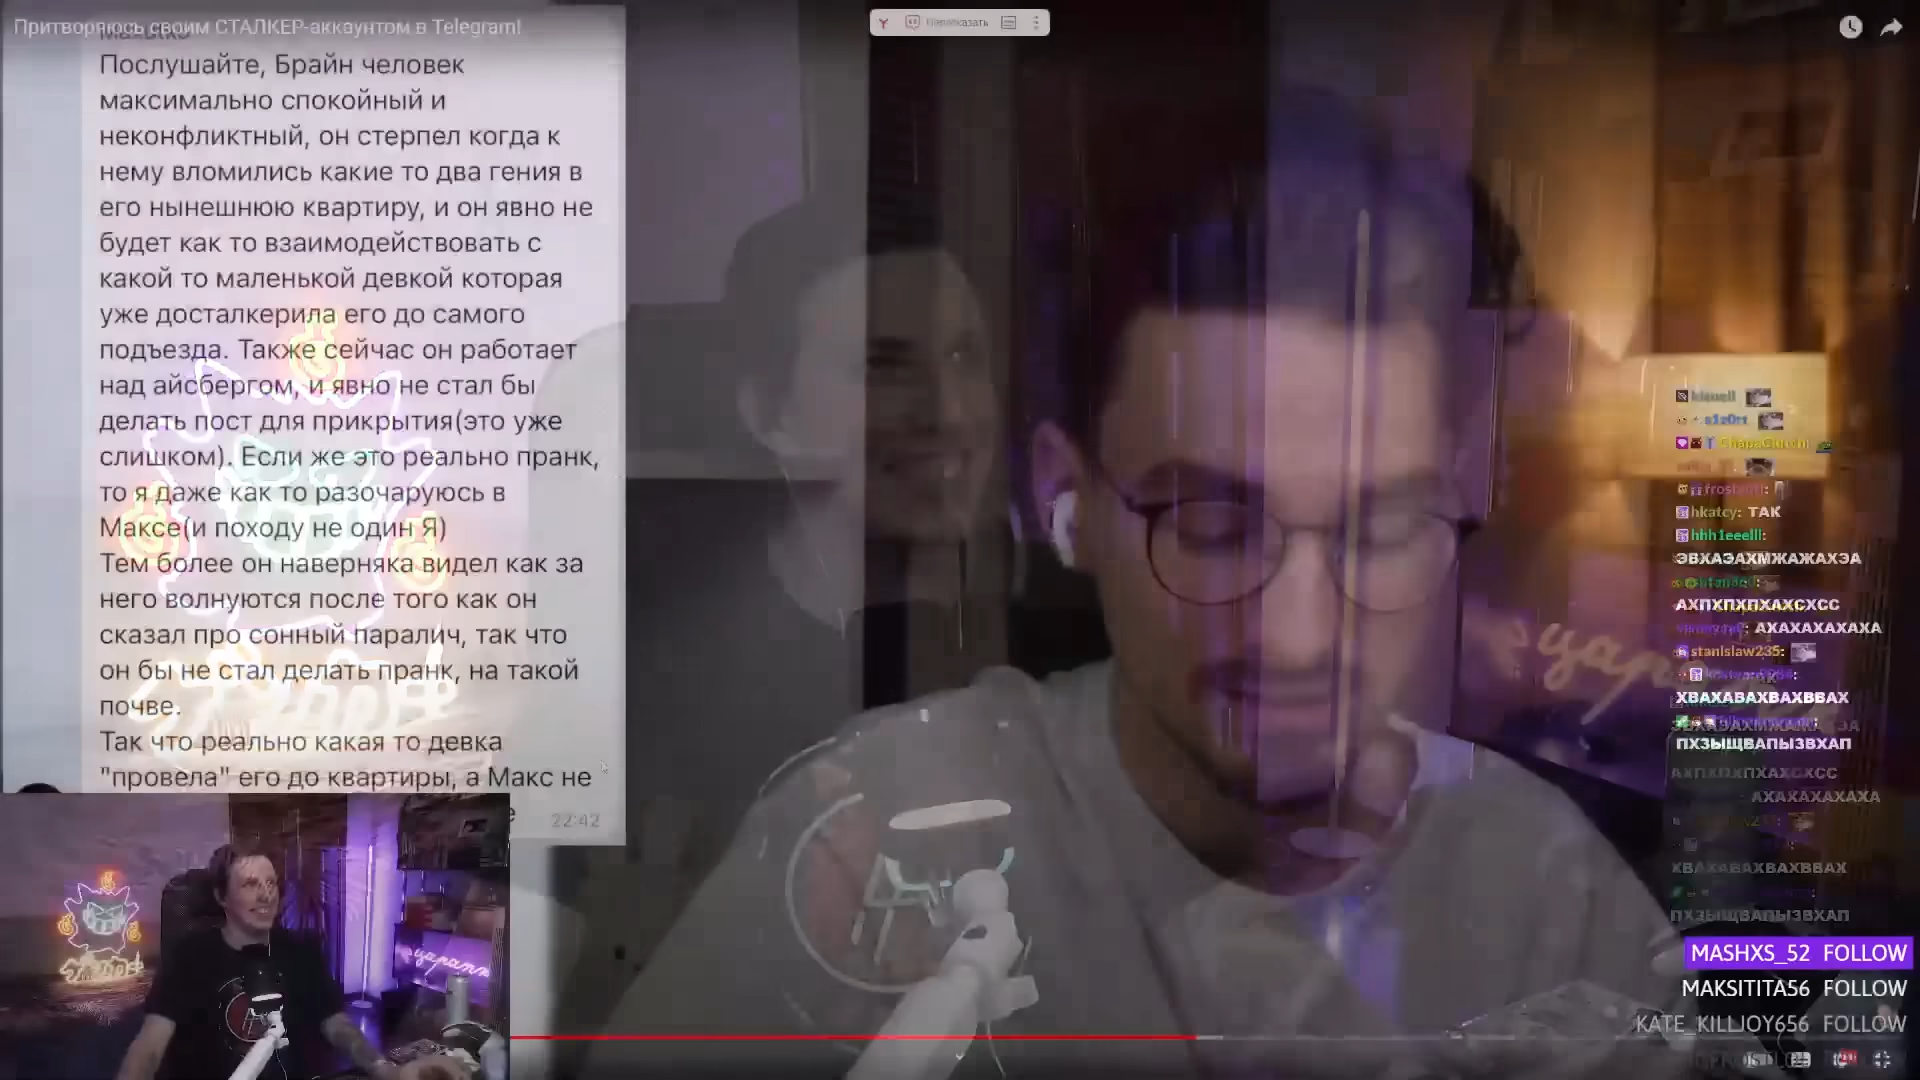 Притворяюсь своим СТАЛКЕР-аккаунтом в Telegram!
Пересказать
Послушайте, Брайн человек
максимально спокойный и
неконфликтный, он стерпел когда к
нему вломились какие то два гения в
его нынешнюю квартиру, и он явно не
будет как то взаимодействовать с
какой то маленькой девкой которая
уже досталкерила его до самого
подъезда. Также сейчас он работает
над айсбергом, и явно не стал бы
делать пост для прикрытия(это уже
слишком). Если же это реально пранк,
то я даже как то разочаруюсь в
Максе(и походу не один Я)
Тем более он наверняка видел как за
него волнуются после того как он
сказал про сонный паралич, так что
он бы не стал делать пранк, на такой
почве.
Так что реально какая то девка
"провела" его до квартиры, а Макс не
22:42
hkatcy: ТАК
hhh1eeelll:
ЭВХАЭАХМЖАЖАХЭА
АХПХПХПХАХСХСС
АХАХАХАХАХА
stanislaw235:
ХВАХАВАХВАХВВАХ
ПХЗЫЩВАПЫЗВХАП
АХПХПХПХАХСХСС
АХАХАХАХАХА
ХВАХАВАХВАХВВАХ
ПХЗЫЩВАПЫЗВХАП
MASHXS_52 FOLLOW
MAKSITITA56 FOLLOW
KATE_KILLJOY656 FOLLOW